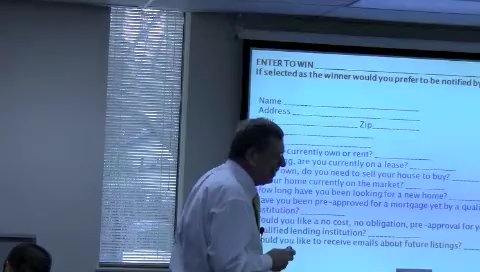 ENTER TO WIN
If selected as the winner would you prefer to be notified by
Name
Address
Zip
currently own or rent?
are you currently on a lease?
own, do you need to sell your house to buy?
your home currently on the market?
How long have you been looking for a new home?
Have you been pre-approved for a mortgage yet by a
institution?
Would you like a no cost, no obligation, pre-approval for
qualified lending institution?
Would you like to receive emails about future listings?